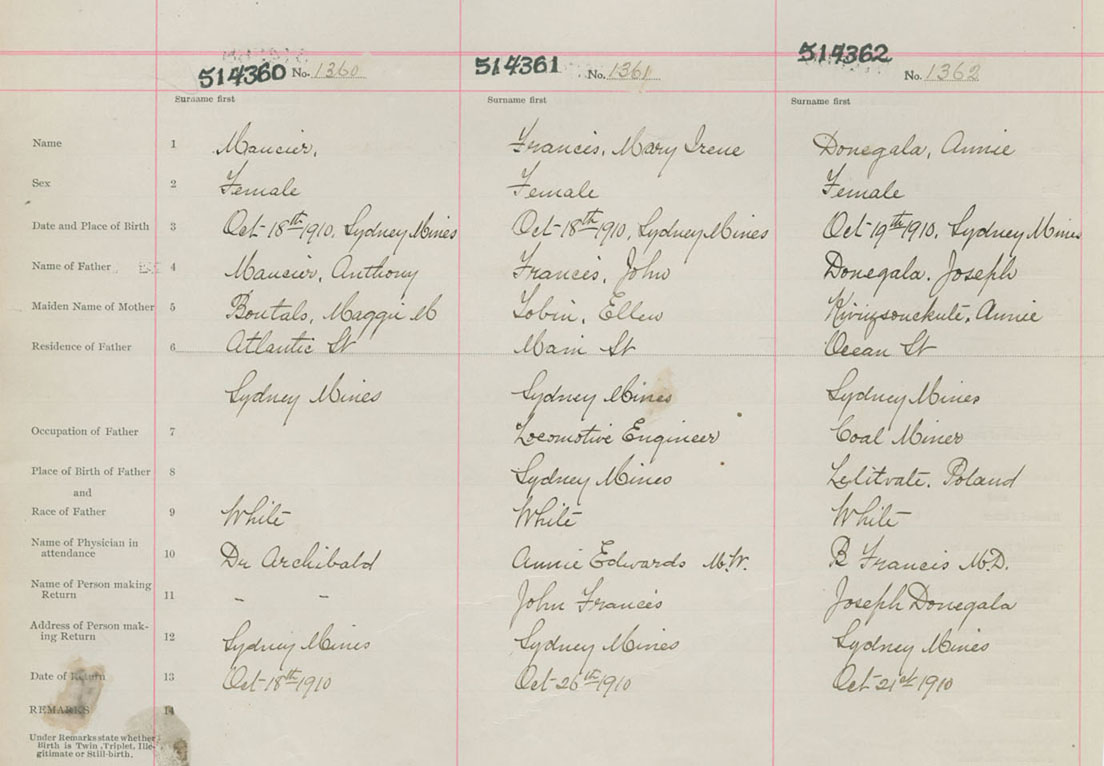 514360 No. 1360 514361 No. 1361 514362 No. 1362
Surname first Surname first Surname first
Name 1 Mancier, Francis, Mary Irene Donegala, Annie
Sex 2 Female Female Female
Date and Place of Birth 3 Oct 18th 1910, Sydney Mines Oct 18th 1910, Sydney Mines Oct 19th 1910, Sydney Mines
Name of Father 4 Mancier, Anthony Francis, John Donegala, Joseph
Maiden Name of Mother 5 Boutals, Maggie M Tobin, Ellen Annie
Residence of Father 6 Atlantic St Main St Ocean St
Sydney Mines Sydney Mines Sydney Mines
Occupation of Father 7 Locomotive Engineer Coal Miner
Place of Birth of Father 8 Sydney Mines Poland
and
Race of Father 9 White White White
Name of Physician in
attendance 10 Dr Archibald Annie Edwards M.W. B Francis M.D.
Name of Person making
Return 11 - - John Francis Joseph Donegala
Address of Person mak-
ing Return 12 Sydney Mines Sydney Mines Sydney Mines
Date of Return 13 Oct 18th 1910 Oct 26th 1910 Oct 21st 1910
REMARKS 14
Under Remarks state whether
Birth is Twin, Triplet, Ille-
gitimate or Still-birth.